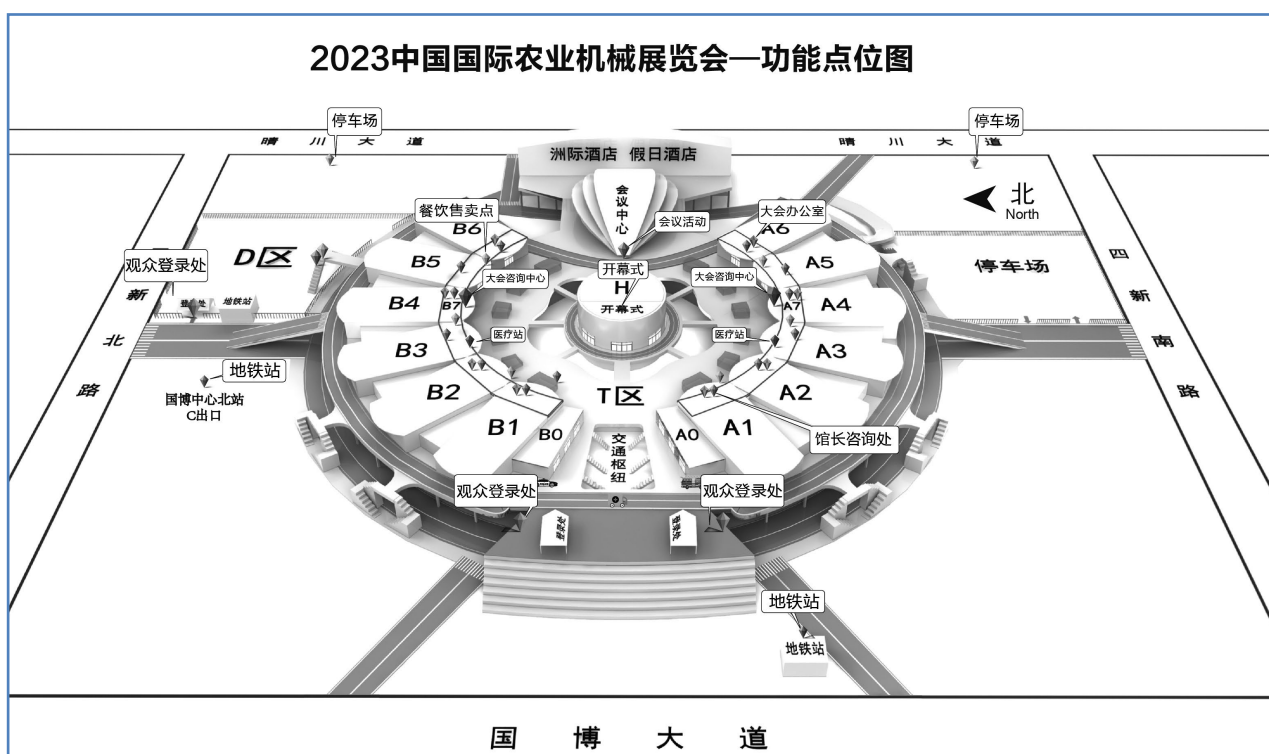 2023中国国际农业机械展览会—功能点位图
停车场
停车场
晴川大道
晴川大道
洲际酒店 假日酒店
会议中心
北
North
餐饮售卖点
会议活动
大会办公室
B6
A6
观众登录处
D区
B5
开幕式
A5
停车场
大会咨询中心
大会咨询中心
H
开幕式
地铁站
B4
B7
A7
A4
四新南路
新北路
医疗站
医疗站
B3
A3
地铁站
国博中心北站
C出口
B2
T区
A2
B1
B0
交通枢纽
A0
A1
馆长咨询处
观众登录处
观众登录处
登录处
登录处
地铁站
地铁站
国博大道